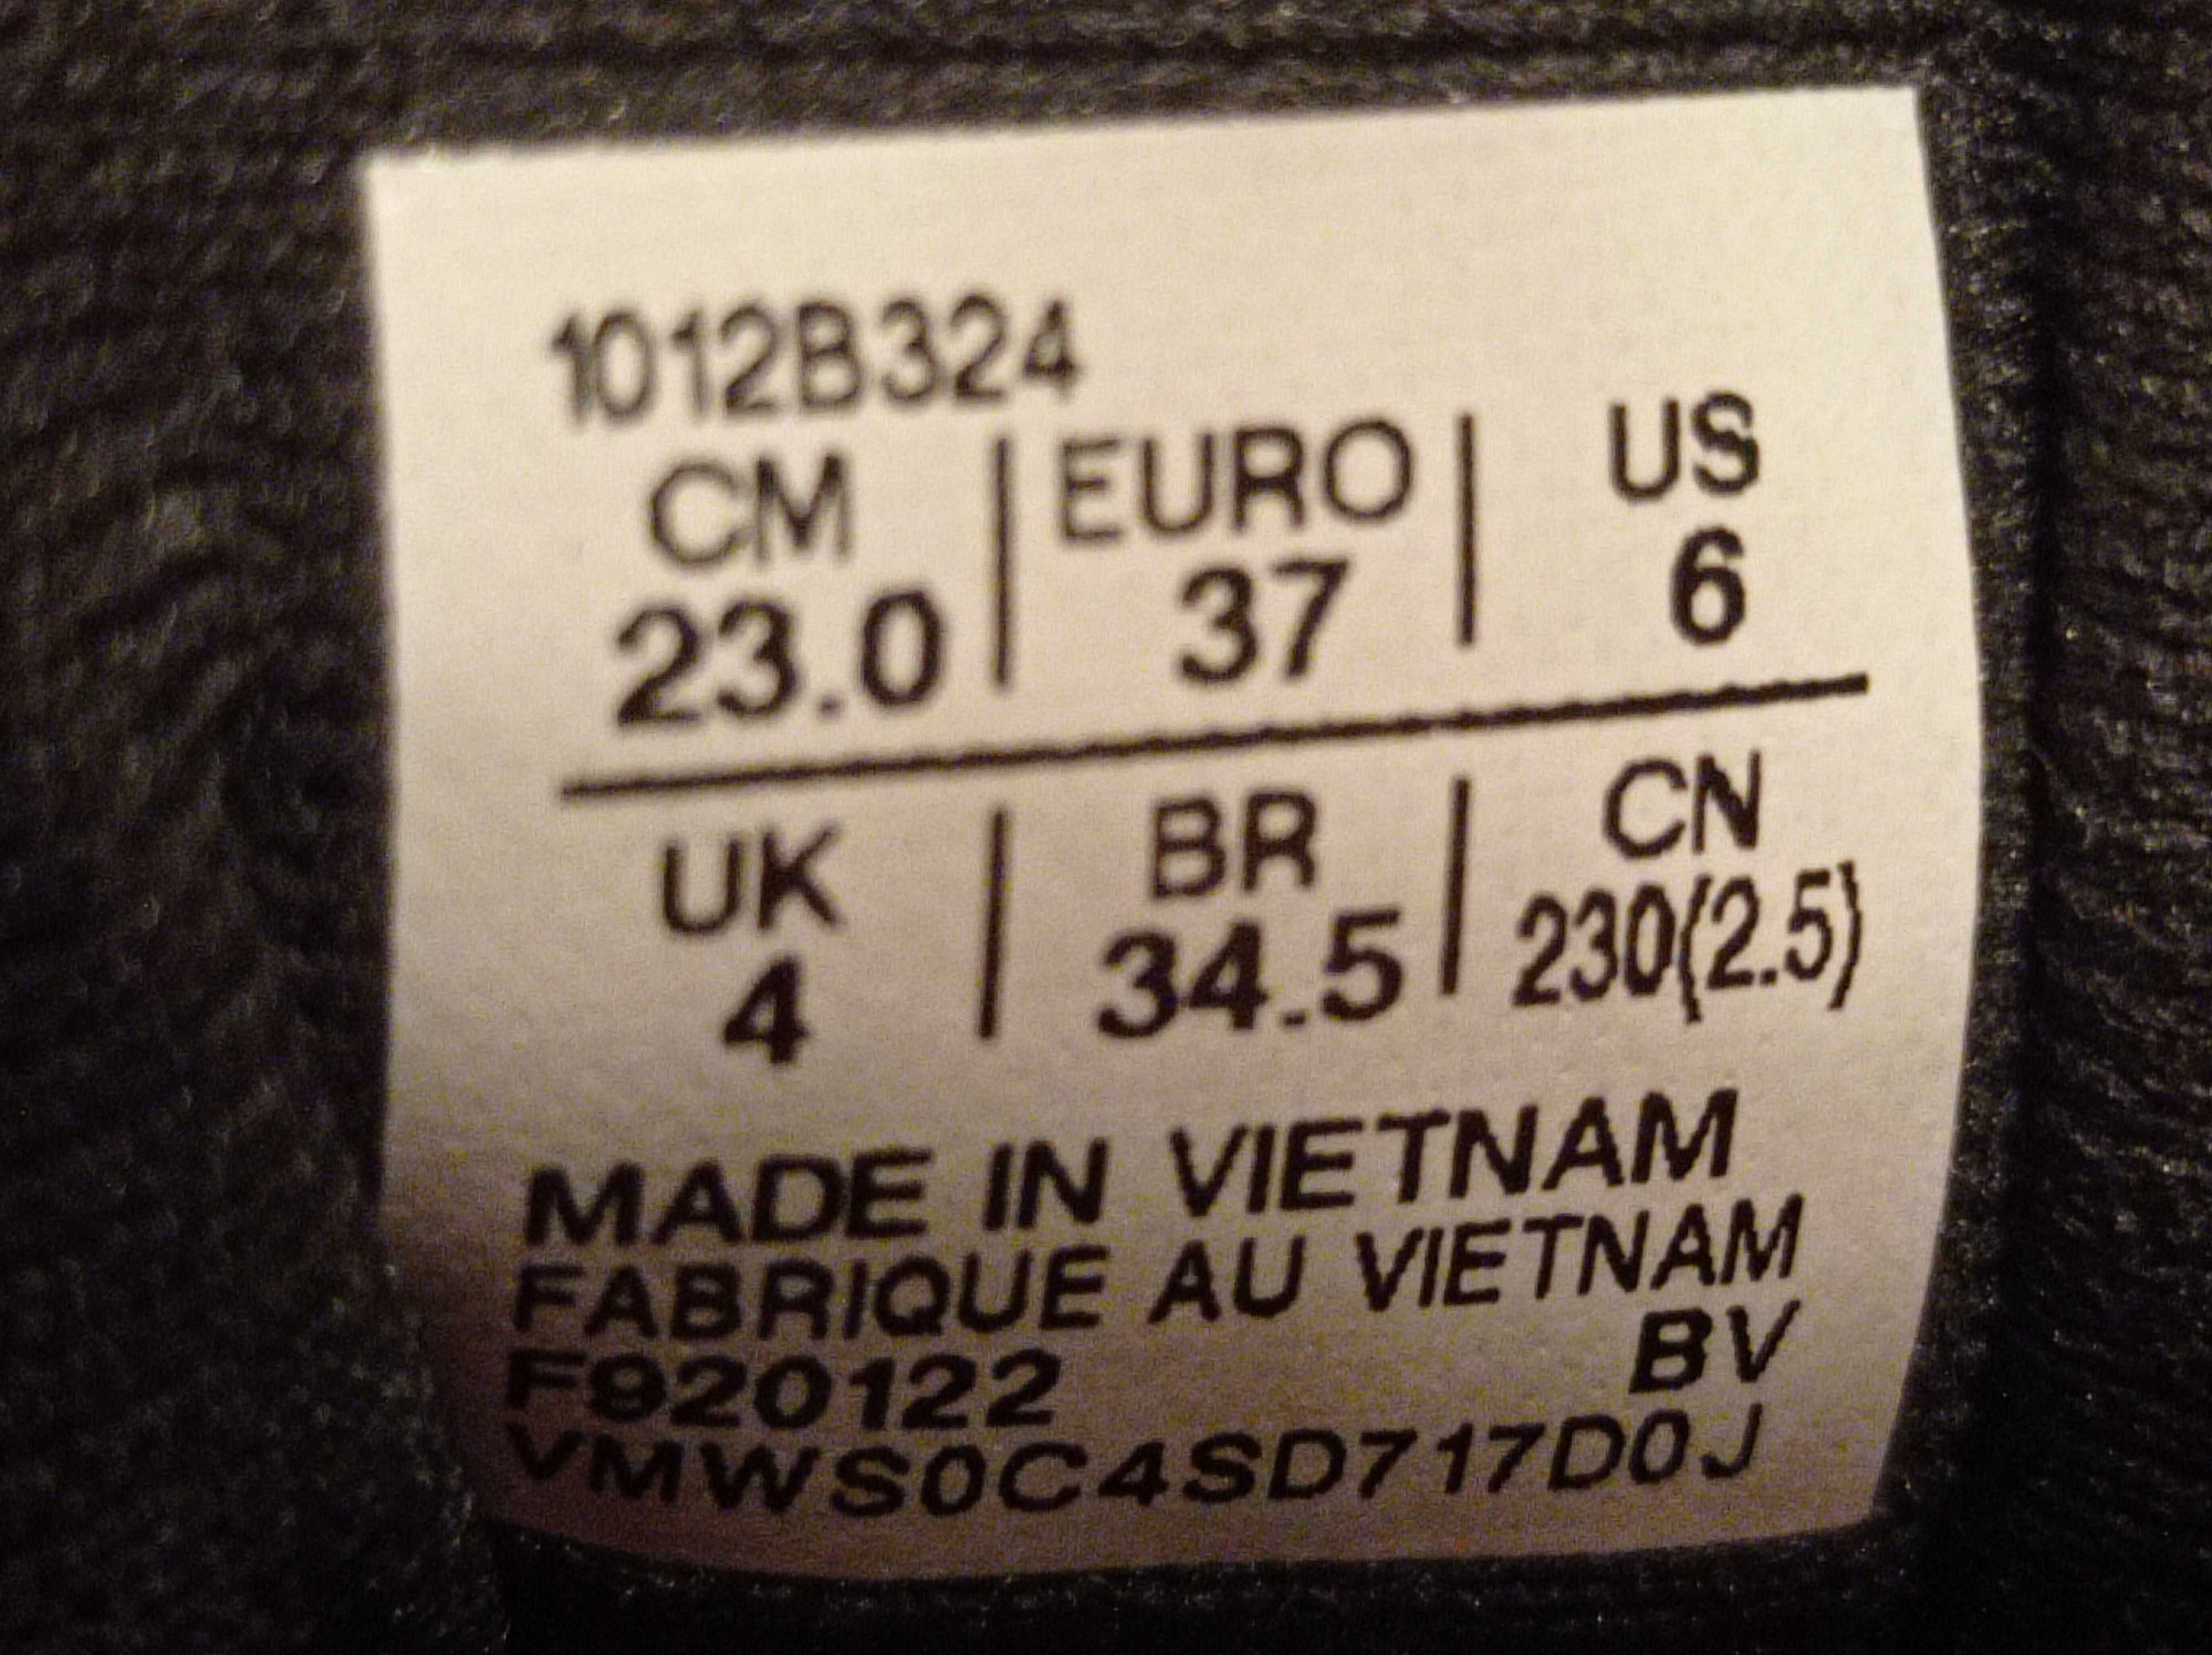 1012B324
CM | EURO | US
23.0 | 37 | 6
UK | BR | CN
4 | 34.5 | 230(2.5)
MADE IN VIETNAM
FABRIQUE AU VIETNAM
F920122 BV
VMWS0C4SD717D0J